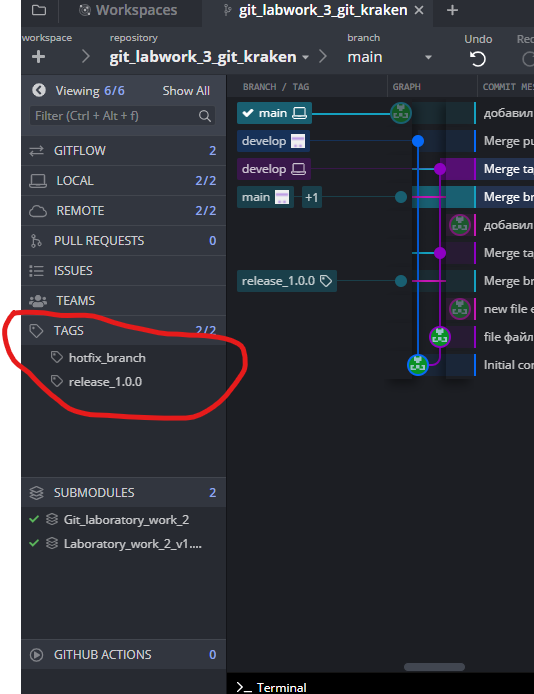 Workspaces
git_labwork_3_git_kraken
workspace
repository
branch
Undo
git_labwork_3_git_kraken
main
Viewing 6/6
Show All
Filter (Ctrl + Alt + f)
GITFLOW 2
LOCAL 2/2
REMOTE 2/2
PULL REQUESTS 0
ISSUES
TEAMS
TAGS 2/2
hotfix_branch
release_1.0.0
SUBMODULES 2
Git_laboratory_work_2
Laboratory_work_2_v1....
GITHUB ACTIONS 0
BRANCH / TAG
GRAPH
COMMIT MES
main
добавил
develop
Merge pu
develop
Merge ta
main +1
Merge br
добавил
Merge ta
release_1.0.0
Merge br
new file e
file файл
Initial con
Terminal